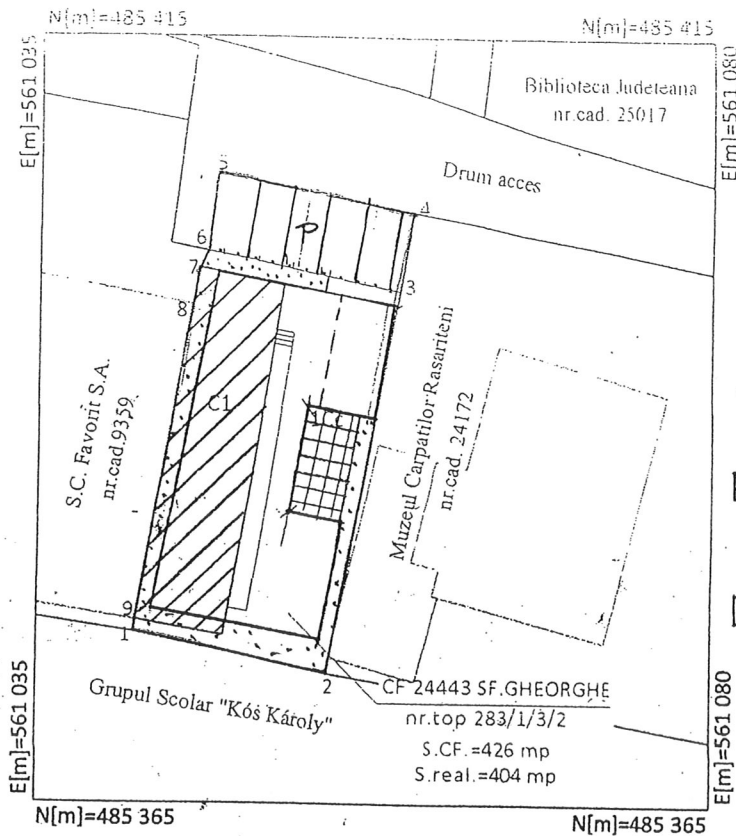 N[m]=485 415
N[m]=485 415
E[m]=561 035
E[m]=561 080
Biblioteca Judeteana
nr.cad. 25017
Drum acces
5
4
P
6
7
3
8
S.C. Favorit S.A.
nr.cad.9359
C1
Muzeul Carpatilor Rasariteni
nr.cad. 24172
9
1
2
Grupul Scolar "Kós Károly"
CF 24443 SF.GHEORGHE
nr.top 283/1/3/2
S.CF.=426 mp
S.real.=404 mp
E[m]=561 035
E[m]=561 080
N[m]=485 365
N[m]=485 365